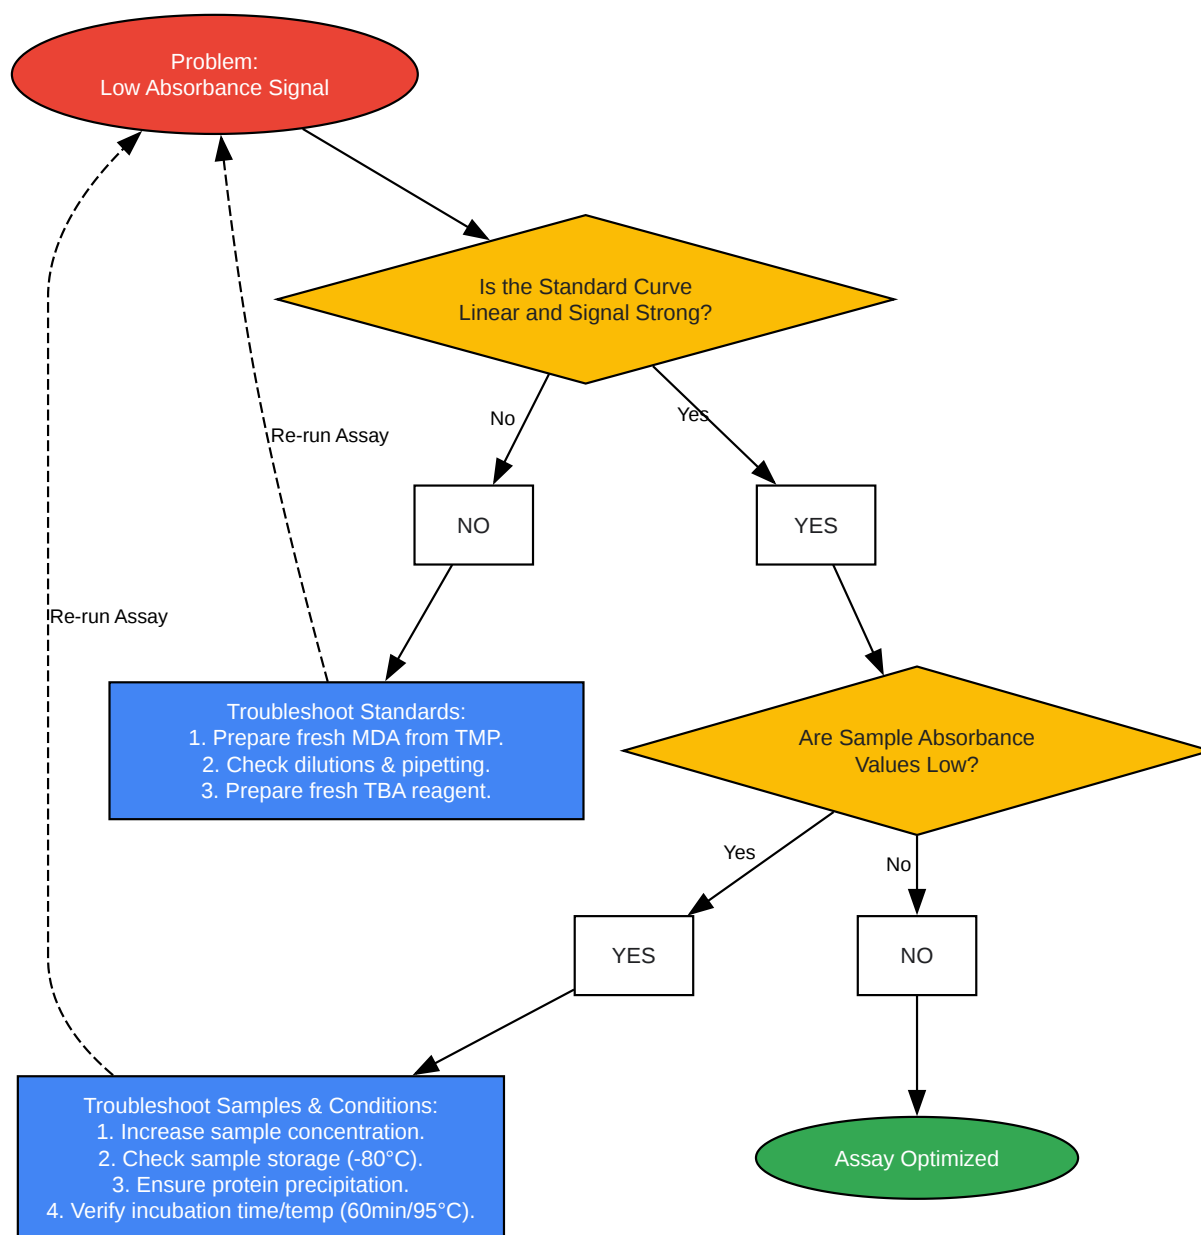 Problem:
Low Absorbance Signal
Is the Standard Curve
Linear and Signal Strong?
No
Yes
Re-run Assay
NO
YES
Re-run Assay
Troubleshoot Standards:
1. Prepare fresh MDA from TMP.
2. Check dilutions & pipetting.
3. Prepare fresh TBA reagent.
Are Sample Absorbance
Values Low?
Yes
No
YES
NO
Troubleshoot Samples & Conditions:
1. Increase sample concentration.
2. Check sample storage (-80°C).
3. Ensure protein precipitation.
4. Verify incubation time/temp (60min/95°C).
Assay Optimized